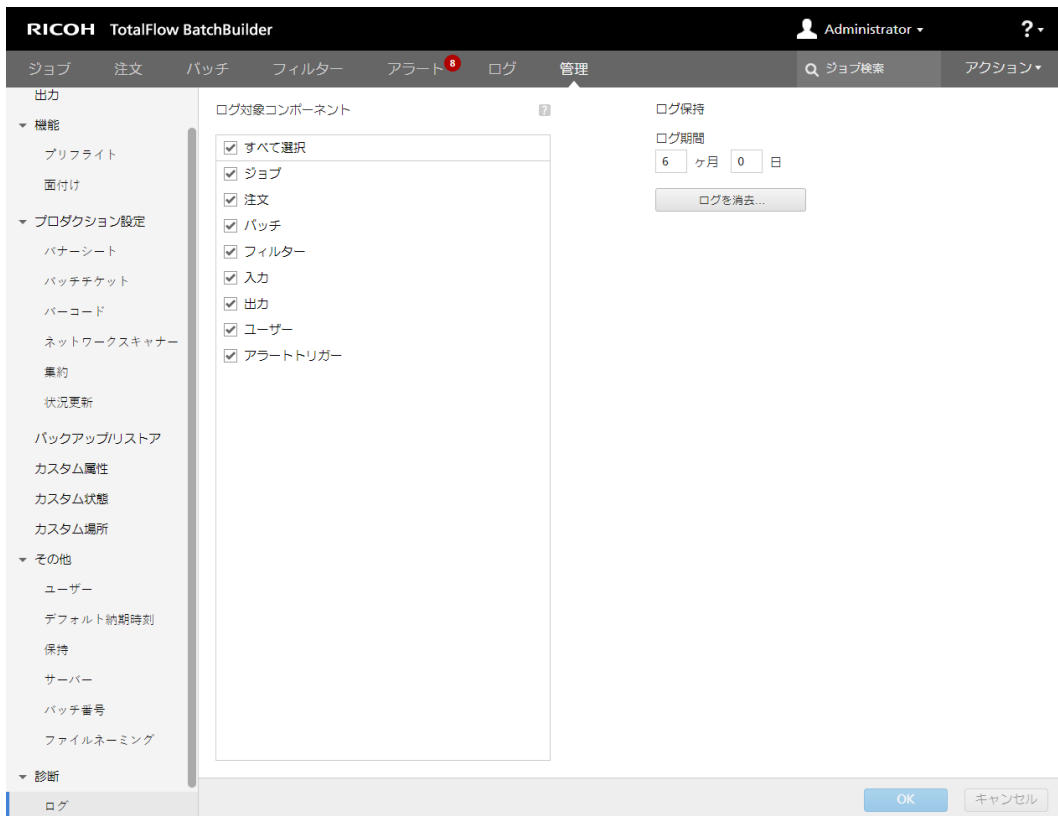 RICOH TotalFlow BatchBuilder
Administrator
?
ジョブ 注文 バッチ フィルター アラート 8 ログ 管理
ジョブ検索
アクション
出力
機能
プリフライト
面付け
プロダクション設定
バナーシート
バッチチケット
バーコード
ネットワークスキャナー
集約
状況更新
バックアップ/リストア
カスタム属性
カスタム状態
カスタム場所
その他
ユーザー
デフォルト納期時刻
保持
サーバー
バッチ番号
ファイルネーミング
診断
ログ
ログ対象コンポーネント ?
すべて選択
ジョブ
注文
バッチ
フィルター
入力
出力
ユーザー
アラートトリガー
ログ保持
ログ期間
6 ヶ月 0 日
ログを消去...
OK キャンセル